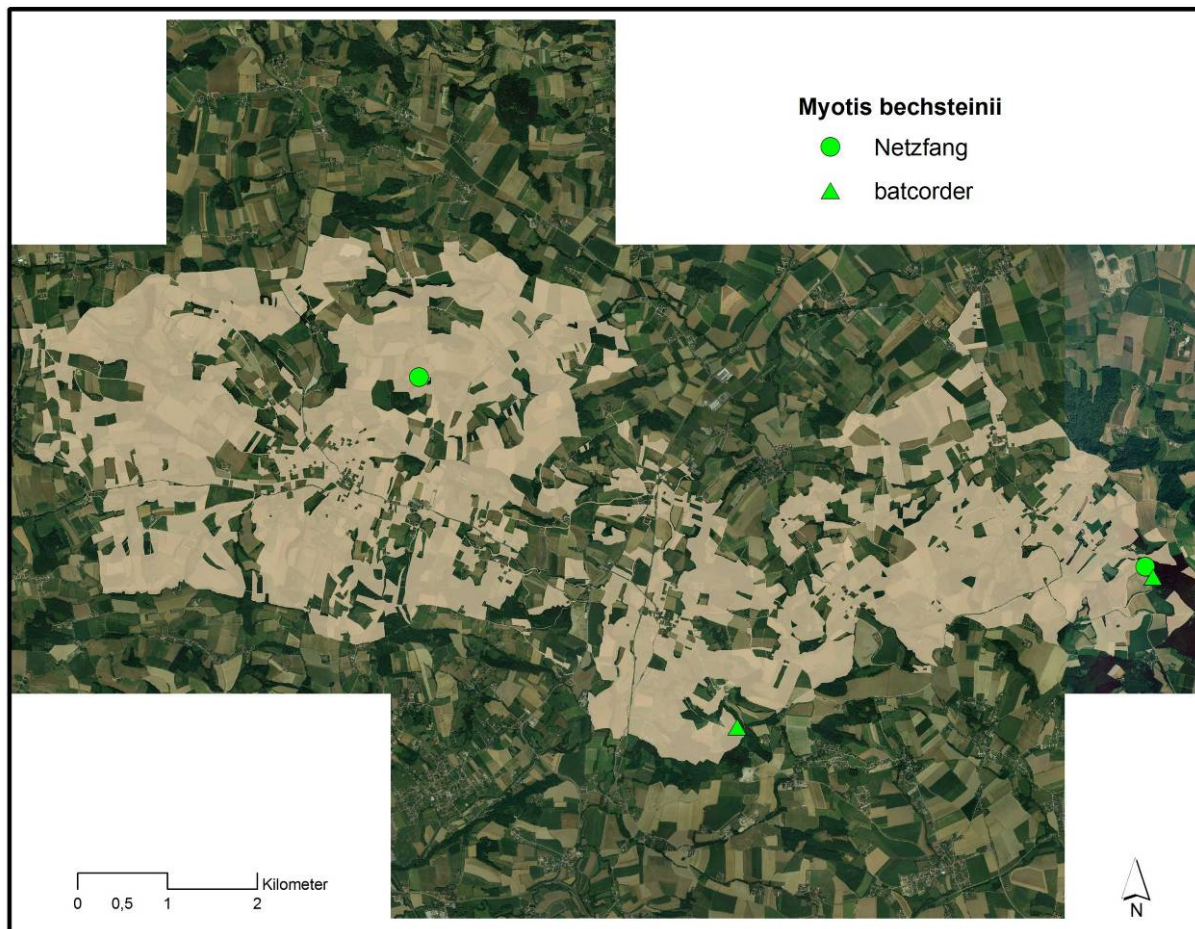 Myotis bechsteinii
Netzfang
batcorder
Kilometer
0 0,5 1 2
N